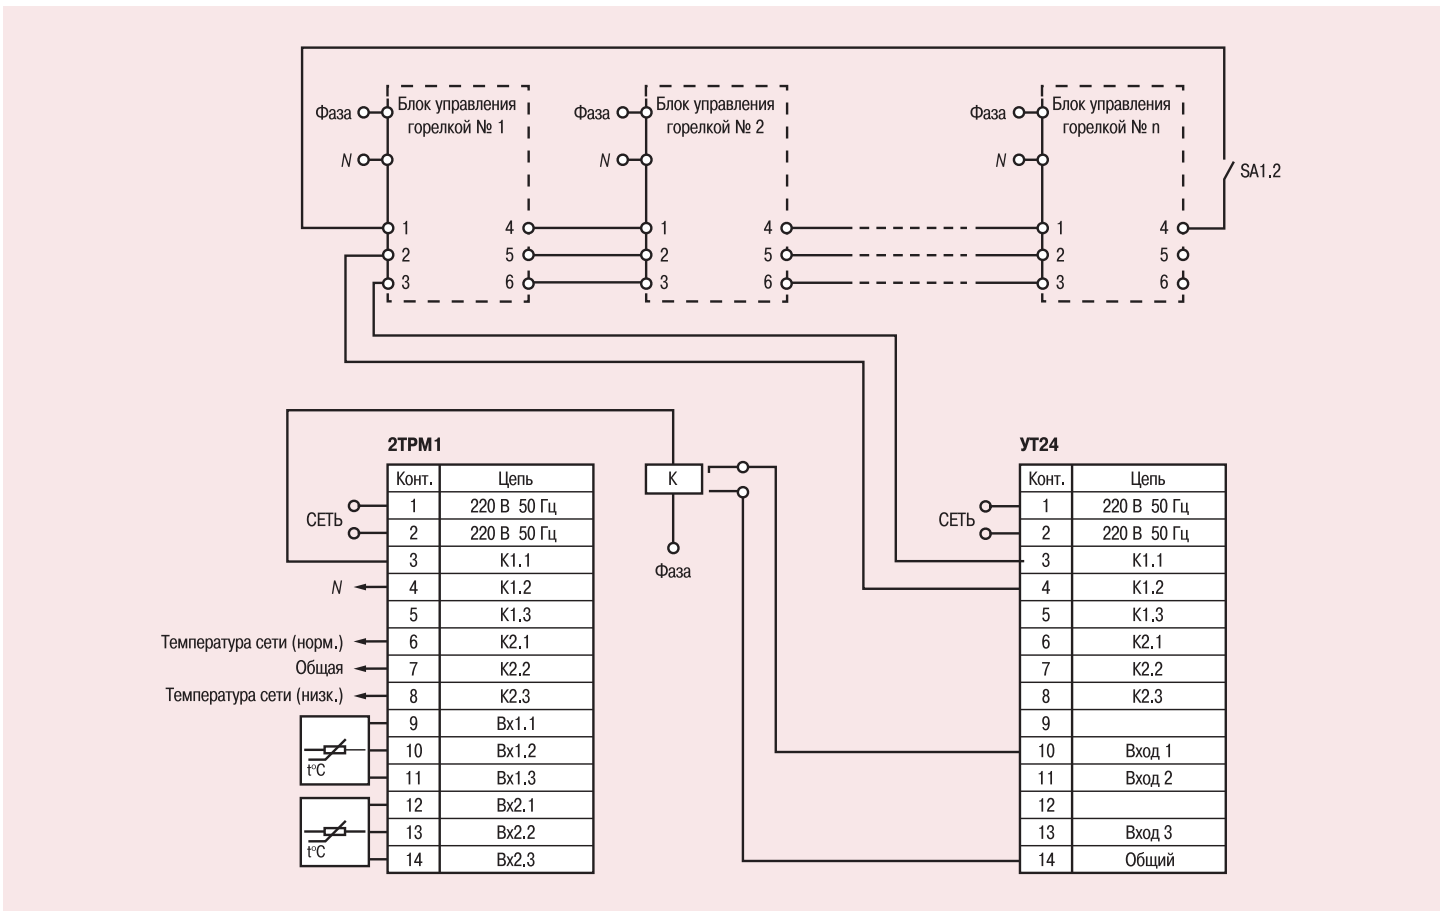 Фаза
Блок управления
горелкой № 1
N
1
2
3
4
5
6
Фаза
Блок управления
горелкой № 2
N
1
2
3
4
5
6
Фаза
Блок управления
горелкой № n
N
1
2
3
4
5
6
SA1.2
2ТРМ1
Конт. Цепь
1 220 В 50 Гц
2 220 В 50 Гц
3 К1.1
4 К1.2
5 К1.3
6 К2.1
7 К2.2
8 К2.3
9 Вх1.1
10 Вх1.2
11 Вх1.3
12 Вх2.1
13 Вх2.2
14 Вх2.3
СЕТЬ
N
Температура сети (норм.)
Общая
Температура сети (низк.)
t°C
t°C
К
Фаза
УТ24
Конт. Цепь
1 220 В 50 Гц
2 220 В 50 Гц
3 К1.1
4 К1.2
5 К1.3
6 К2.1
7 К2.2
8 К2.3
9
10 Вход 1
11 Вход 2
12
13 Вход 3
14 Общий
СЕТЬ